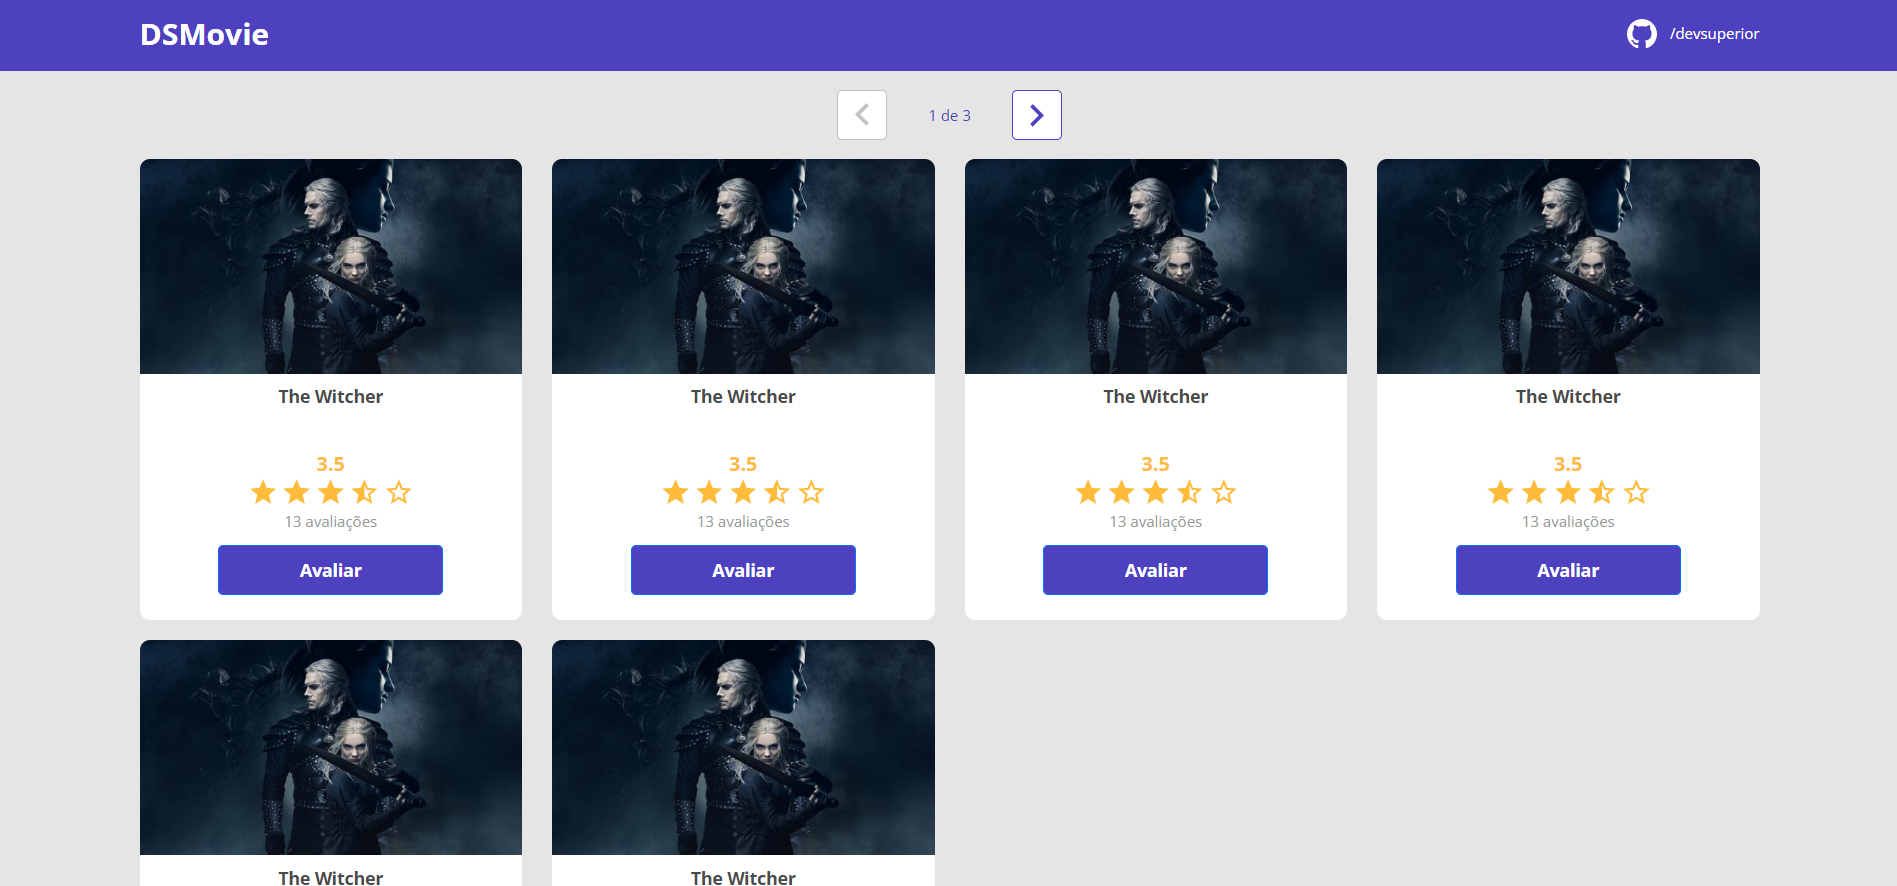 DSMovie
/devsuperior
1 de 3
The Witcher
3.5
13 avaliações
Avaliar
The Witcher
3.5
13 avaliações
Avaliar
The Witcher
3.5
13 avaliações
Avaliar
The Witcher
3.5
13 avaliações
Avaliar
The Witcher
The Witcher